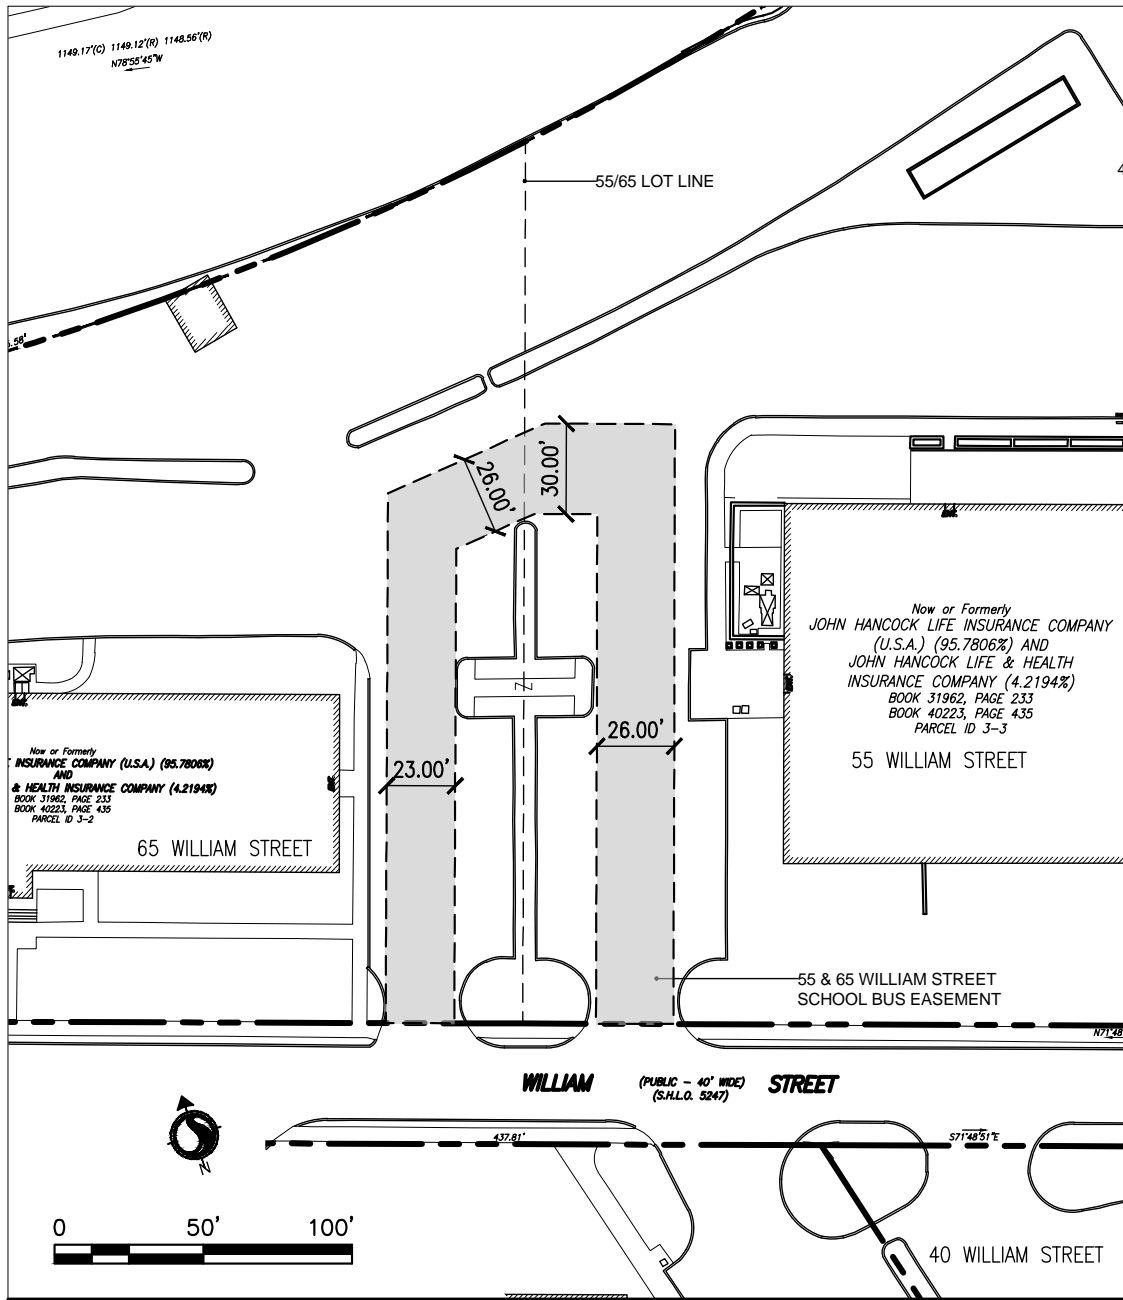 1149.17'(C) 1149.12'(R) 1148.56'(R)
N78°55'45"W
55/65 LOT LINE
.58'
26.00'
30.00'
Now or Formerly
JOHN HANCOCK LIFE INSURANCE COMPANY
(U.S.A.) (95.7806%) AND
JOHN HANCOCK LIFE & HEALTH
INSURANCE COMPANY (4.2194%)
BOOK 31962, PAGE 233
BOOK 40223, PAGE 435
PARCEL ID 3-3
55 WILLIAM STREET
26.00'
23.00'
Now or Formerly
INSURANCE COMPANY (U.S.A.) (95.7806%)
AND
& HEALTH INSURANCE COMPANY (4.2194%)
BOOK 31962, PAGE 233
BOOK 40223, PAGE 435
PARCEL ID 3-2
65 WILLIAM STREET
55 & 65 WILLIAM STREET
SCHOOL BUS EASEMENT
N71°48
WILLIAM (PUBLIC - 40' WIDE) STREET
(S.H.L.O. 5247)
N
437.81'
S71°48'51"E
0 50' 100'
40 WILLIAM STREET